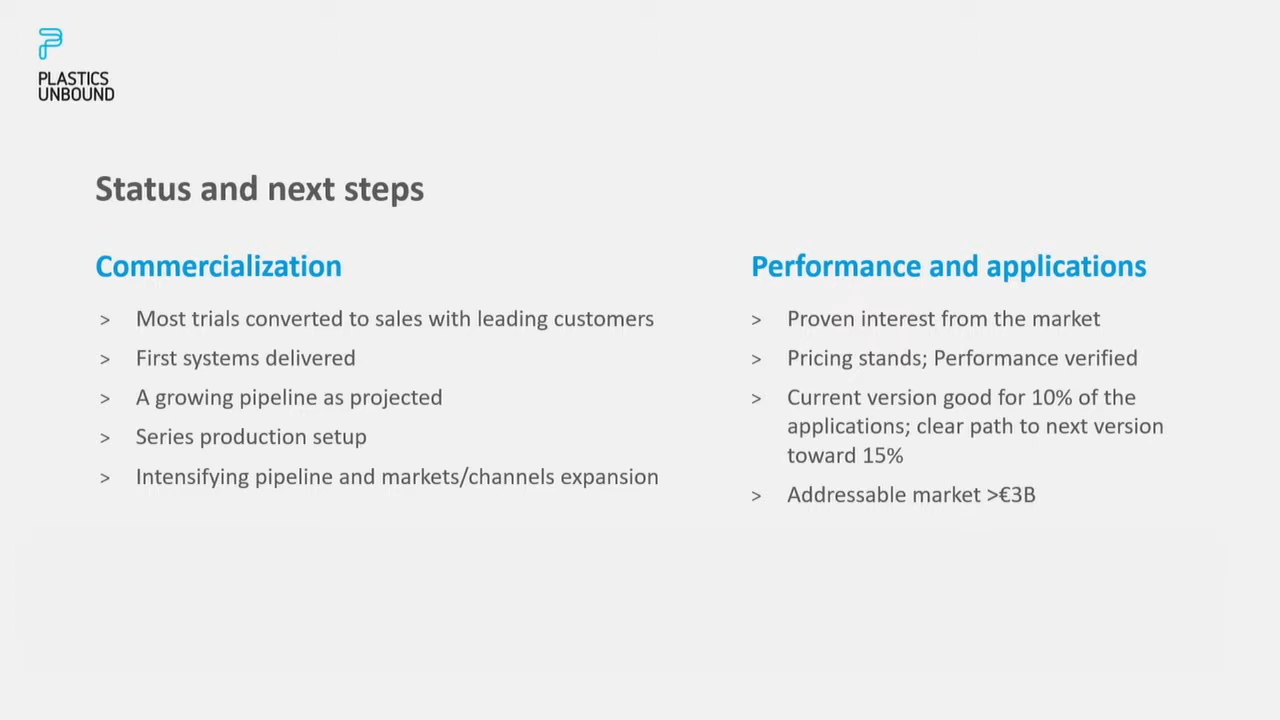 PLASTICS
UNBOUND
Status and next steps
Commercialization
> Most trials converted to sales with leading customers
> First systems delivered
> A growing pipeline as projected
> Series production setup
> Intensifying pipeline and markets/channels expansion
Performance and applications
> Proven interest from the market
> Pricing stands; Performance verified
> Current version good for 10% of the
applications; clear path to next version
toward 15%
> Addressable market >€3B